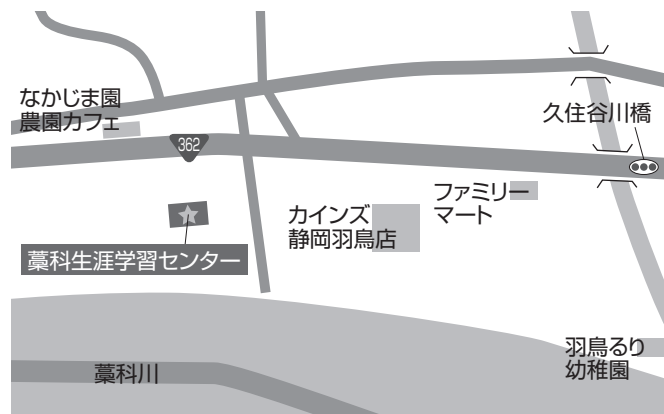 なかじま園
農園カフェ
362
久住谷川橋
ファミリー
マート
カインズ
静岡羽鳥店
藁科生涯学習センター
羽鳥るり
幼稚園
藁科川